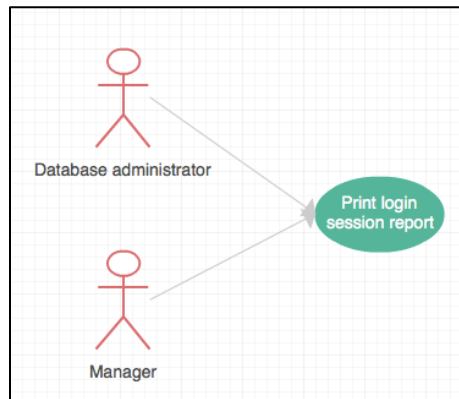 Database administrator
Print login
session report
Manager